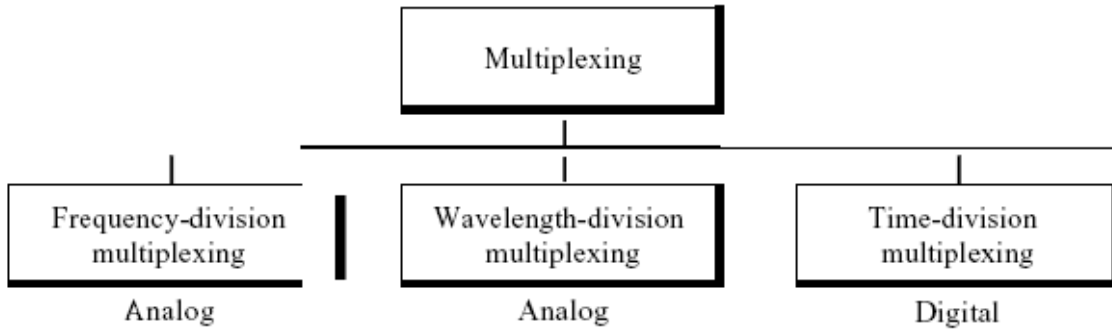 Multiplexing
Frequency-division
multiplexing
Wavelength-division
multiplexing
Time-division
multiplexing
Analog
Analog
Digital